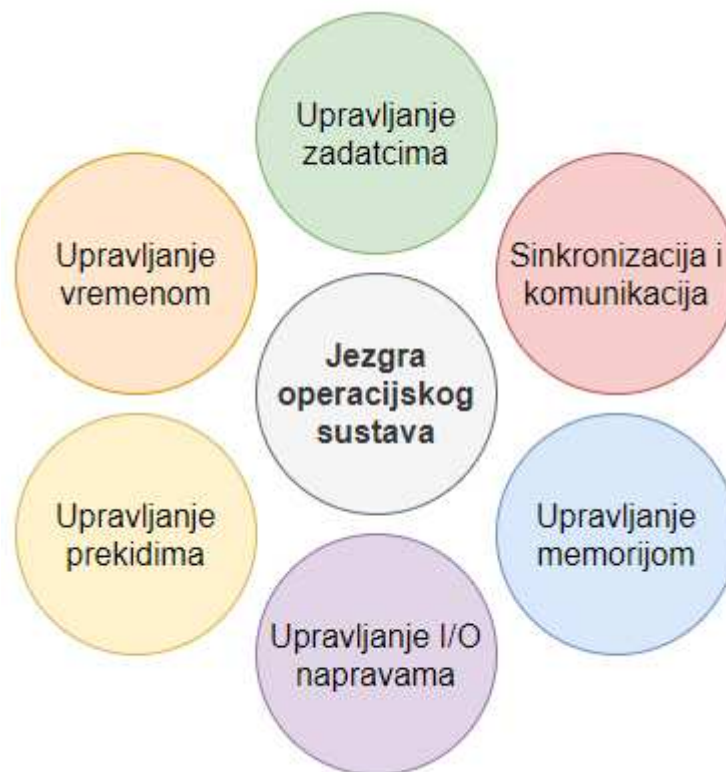 Upravljanje
zadatcima
Upravljanje
vremenom
Sinkronizacija i
komunikacija
Jezgra
operacijskog
sustava
Upravljanje
prekidima
Upravljanje
memorijom
Upravljanje I/O
napravama